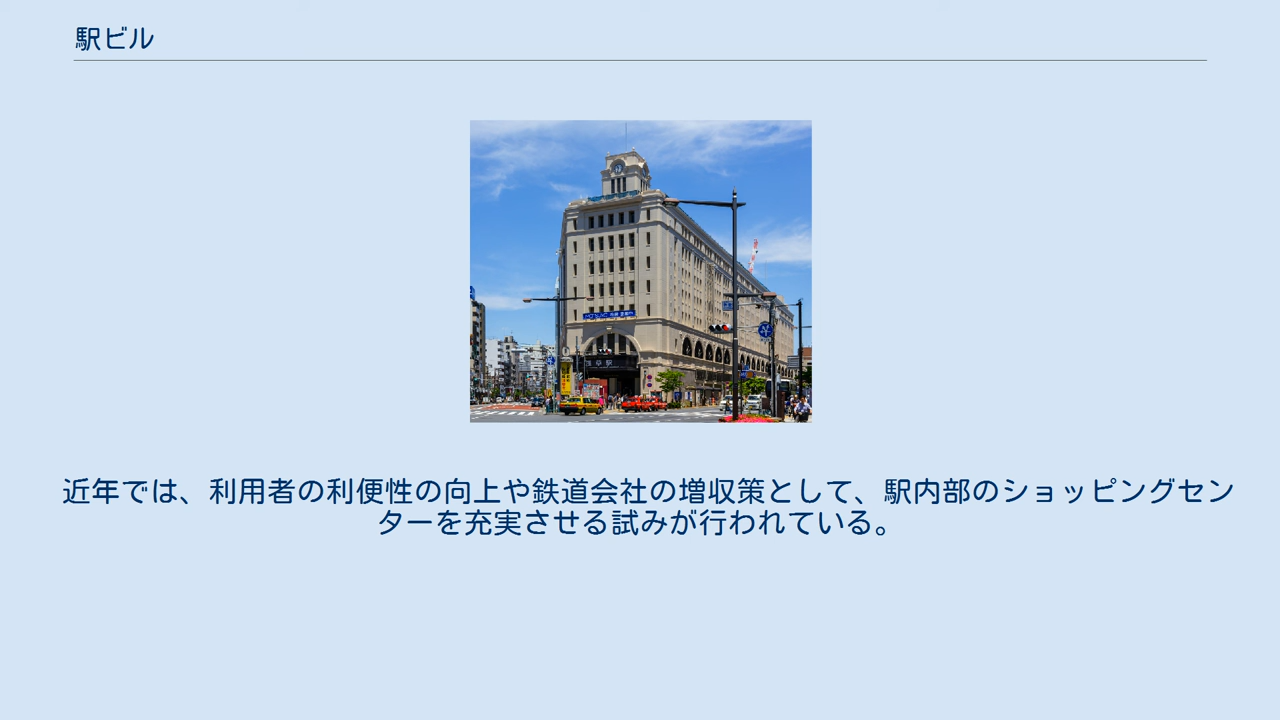 駅ビル
浅草駅
近年では、利用者の利便性の向上や鉄道会社の増収策として、駅内部のショッピングセン
ターを充実させる試みが行われている。